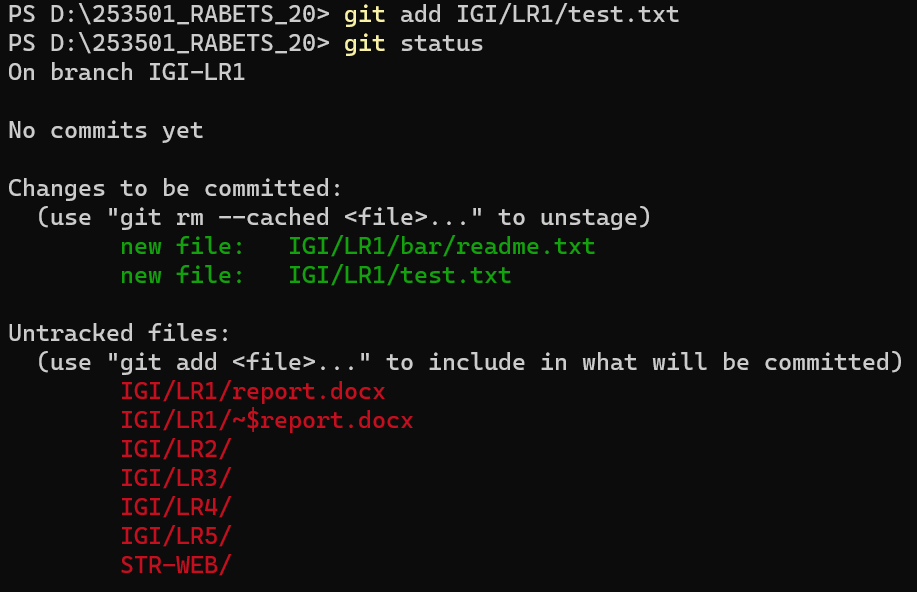 PS D:\253501_RABETS_20> git add IGI/LR1/test.txt
PS D:\253501_RABETS_20> git status
On branch IGI-LR1

No commits yet

Changes to be committed:
  (use "git rm --cached <file>..." to unstage)
        new file:   IGI/LR1/bar/readme.txt
        new file:   IGI/LR1/test.txt

Untracked files:
  (use "git add <file>..." to include in what will be committed)
        IGI/LR1/report.docx
        IGI/LR1/~$report.docx
        IGI/LR2/
        IGI/LR3/
        IGI/LR4/
        IGI/LR5/
        STR-WEB/